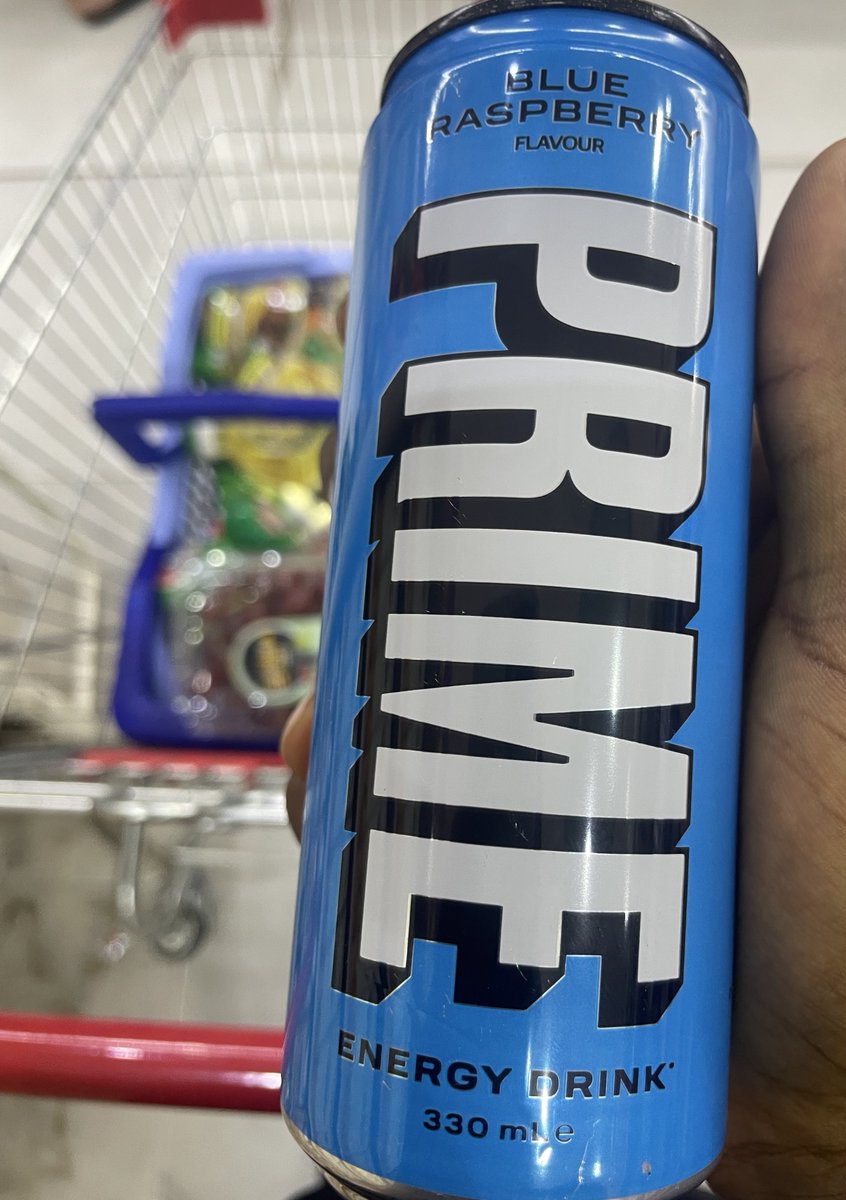 BLUE
RASPBERRY
FLAVOUR
PRIME
ENERGY DRINK*
330 ml e